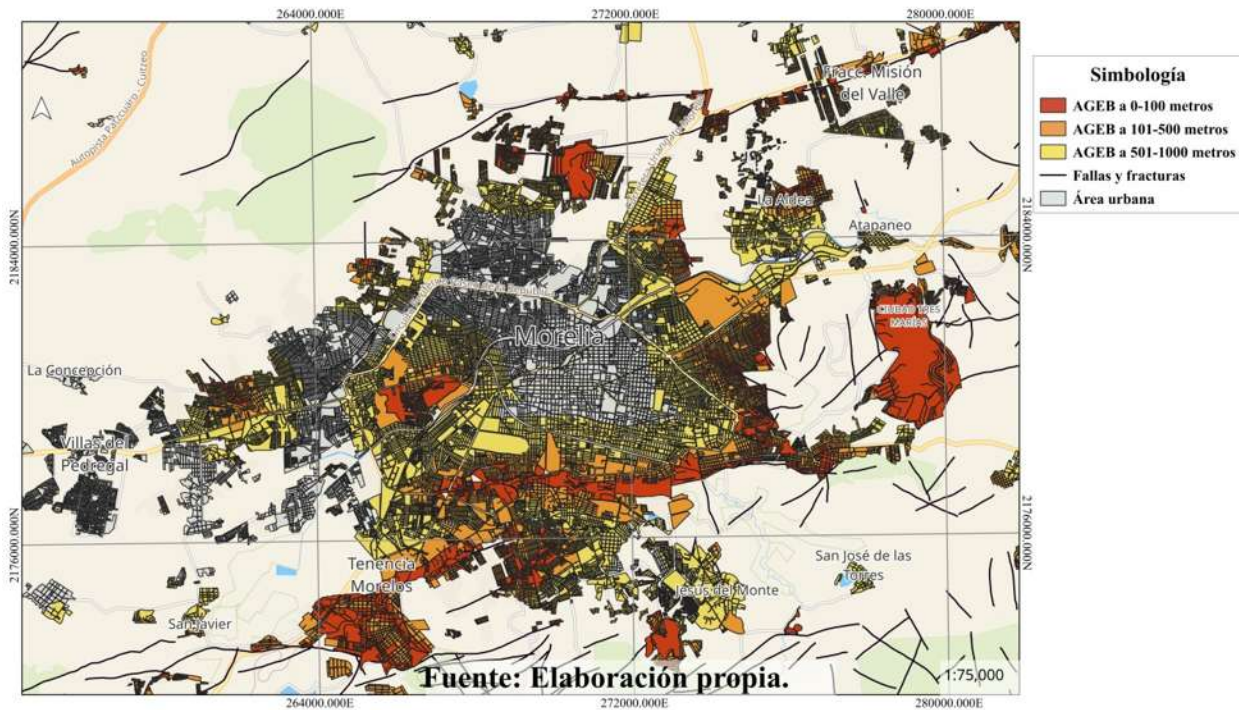 264000.000E
272000.000E
280000.000E
Fracc. Misión
del Valle
Autopista Patzcuaro - Cuitzeo
La Aldea
Atapaneo
2184000.000N
2184000.000N
CIUDAD TRES
MARÍAS
Morelia
La Concepción
Villas del
Pedregal
2176000.000N
2176000.000N
Tenencia
Morelos
San José de las
Torres
Jesús del Monte
San Javier
Fuente: Elaboración propia.
1:75,000
264000.000E
272000.000E
280000.000E
Simbología
AGEB a 0-100 metros
AGEB a 101-500 metros
AGEB a 501-1000 metros
Fallas y fracturas
Área urbana